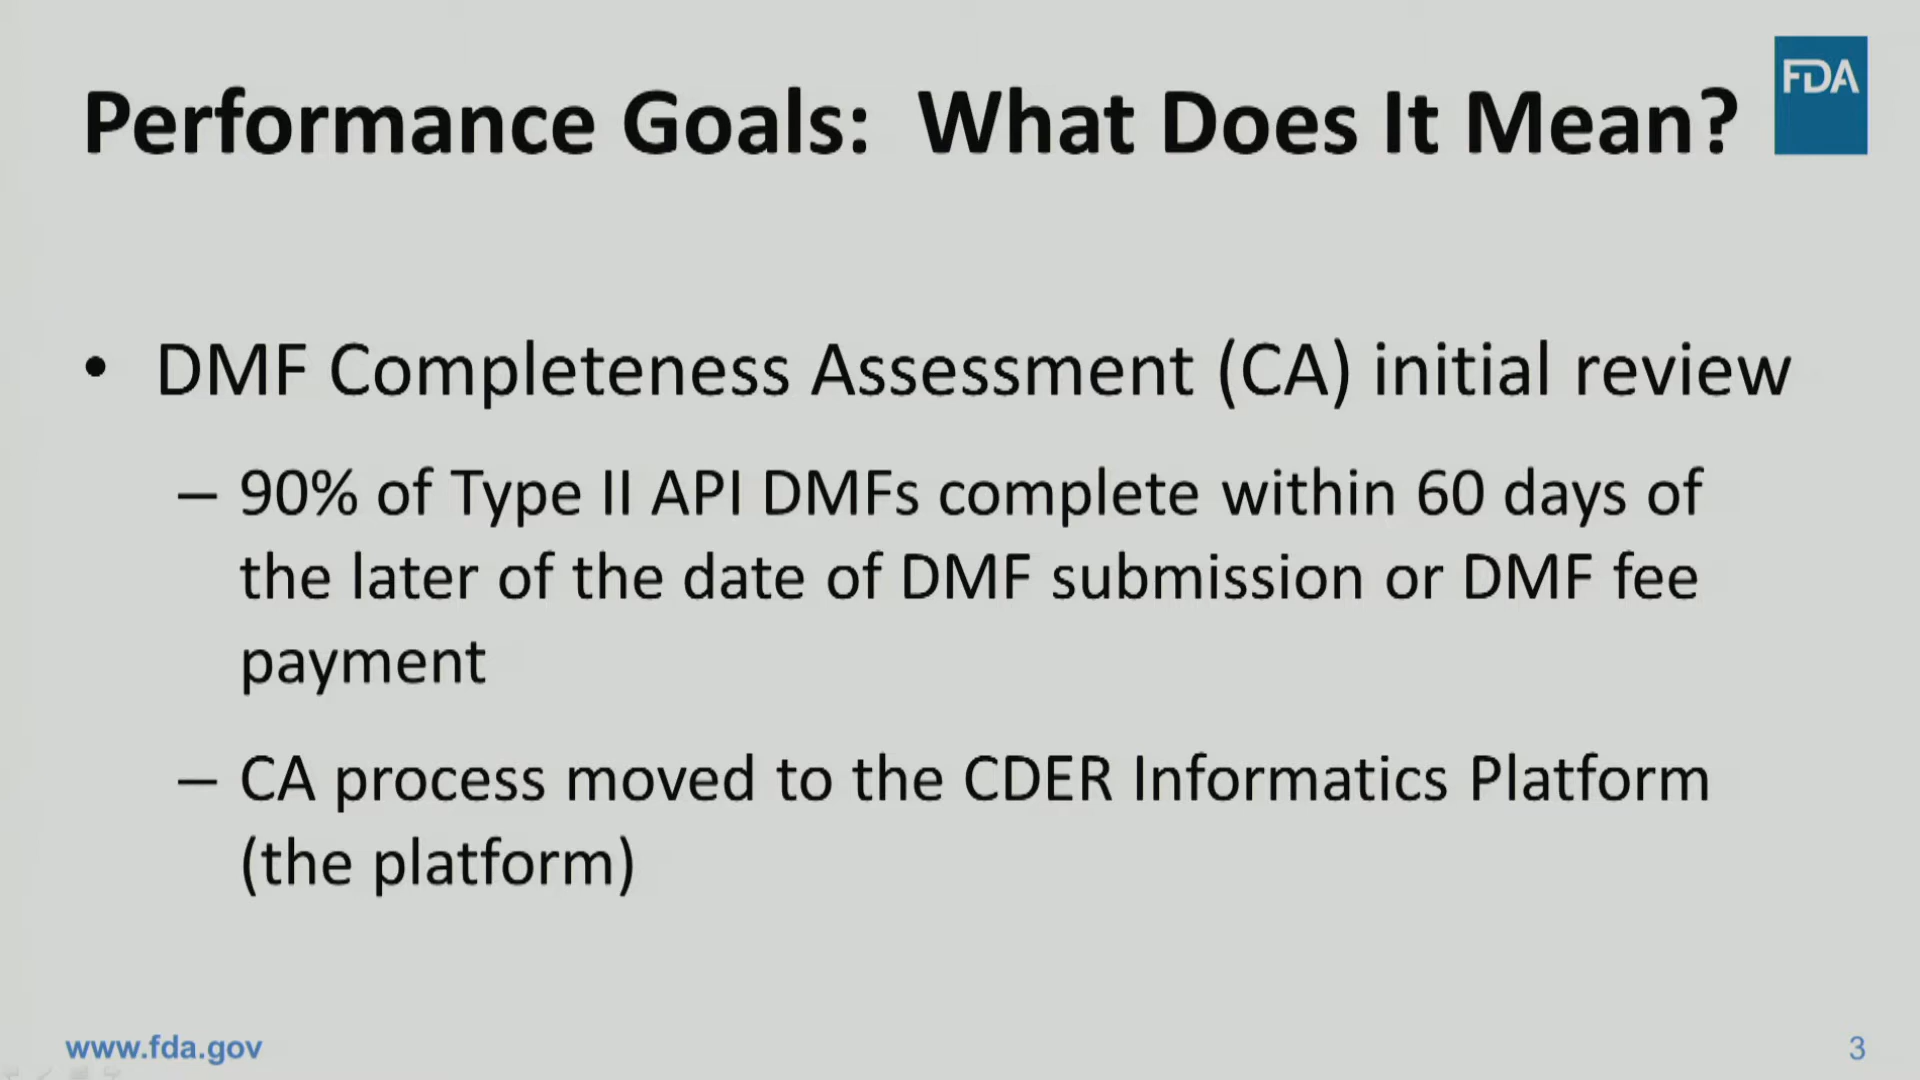 FDA
Performance Goals: What Does It Mean?
• DMF Completeness Assessment (CA) initial review
– 90% of Type II API DMFs complete within 60 days of
the later of the date of DMF submission or DMF fee
payment
– CA process moved to the CDER Informatics Platform
(the platform)
www.fda.gov
3